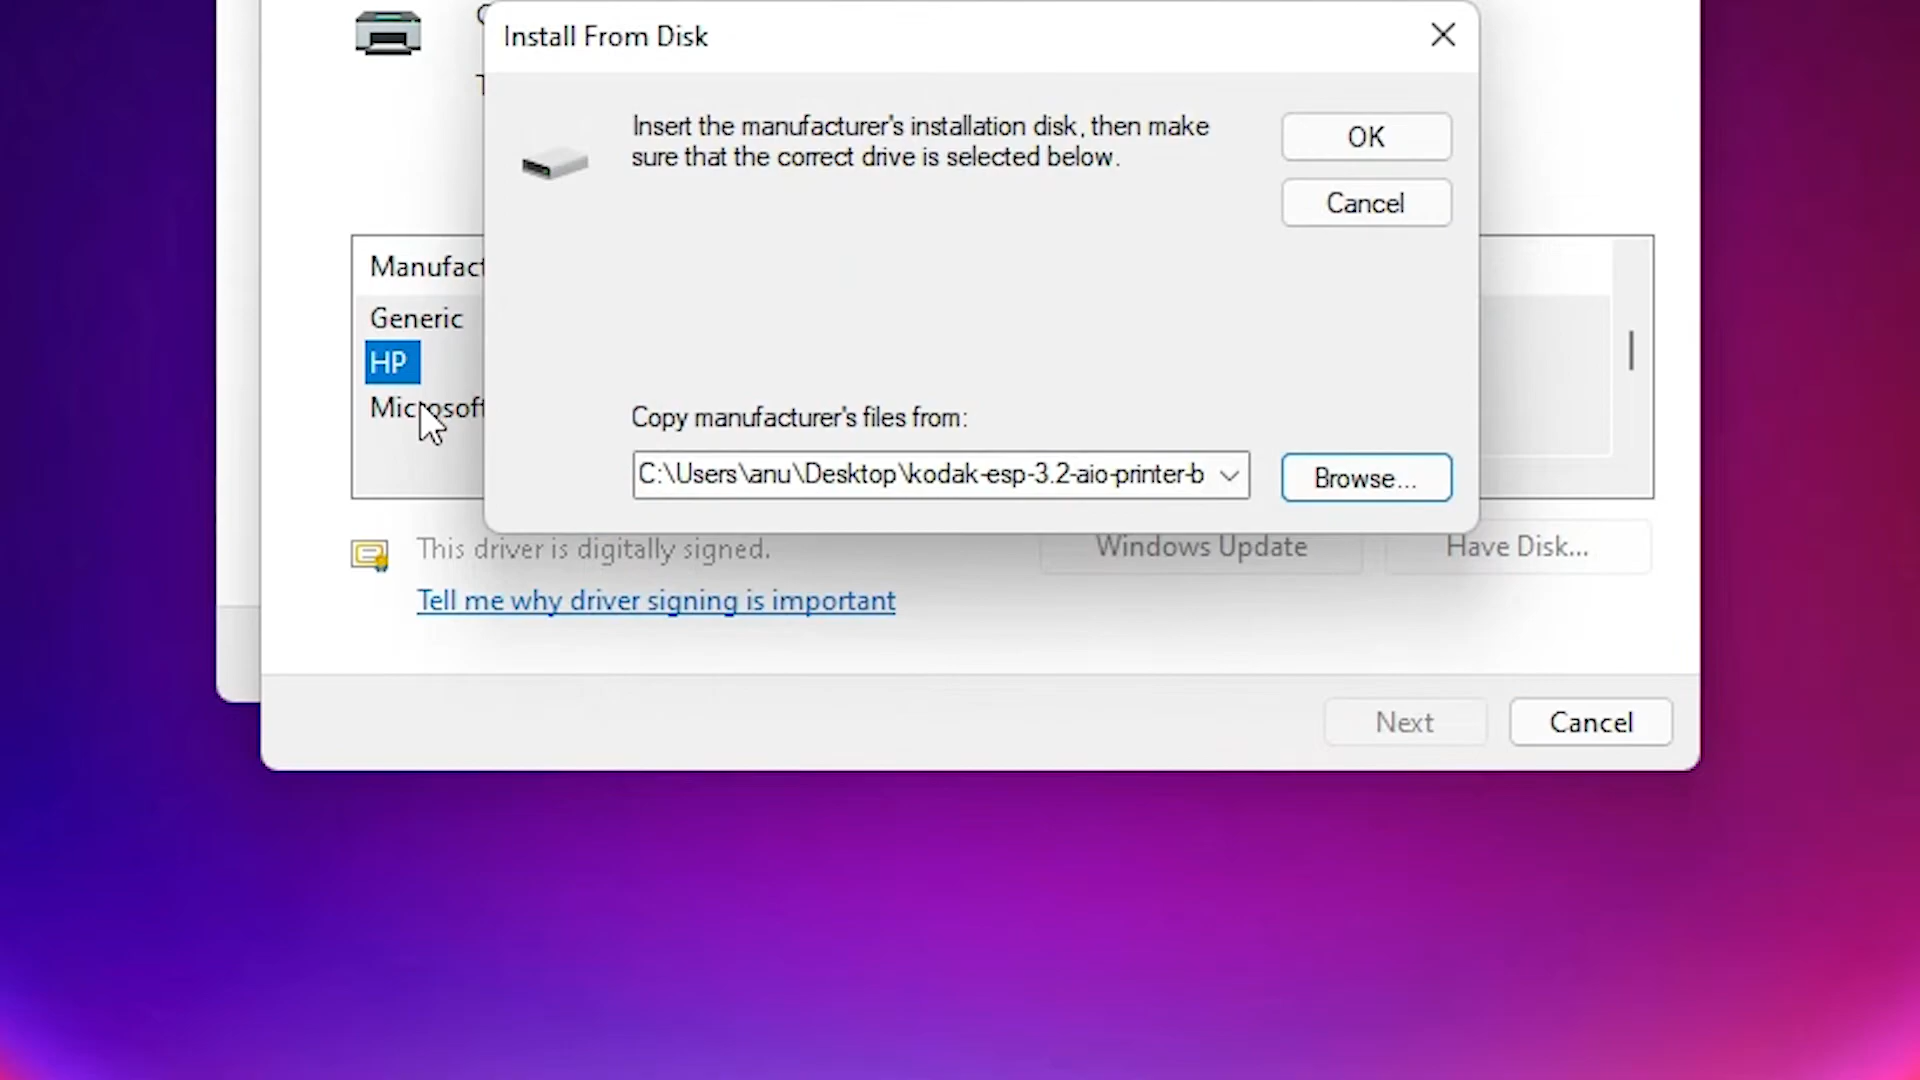 Install From Disk
Insert the manufacturer's installation disk, then make
sure that the correct drive is selected below.
OK
Cancel
Manufact
Generic
HP
Microsoft
Copy manufacturer's files from:
C:\Users\anu\Desktop\kodak-esp-3.2-aio-printer-b
Browse...
This driver is digitally signed.
Windows Update
Have Disk...
Tell me why driver signing is important
Next
Cancel